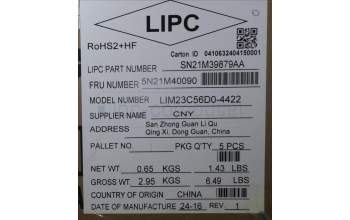 LIPC
RoHS2+HF
Carton ID 0410632404150001
LIPC PART NUMBER SN21M39879AA
FRU NUMBER 5N21M40090
MODEL NUMBER LIM23C56D0-4422
SUPPLIER NAME CNY
ADDRESS San Zhong Guan Li Qu
Qing Xi, Dong Guan, China
PALLET NO. 1 PKG Q'TY 5 PCS
NET WT 0.65 KGS 1.43 LBS
GROSS WT 2.95 KGS 6.49 LBS
COUNTRY OF ORIGIN CHINA
DATE OF MANUFACTURE 24-16 REV. 1